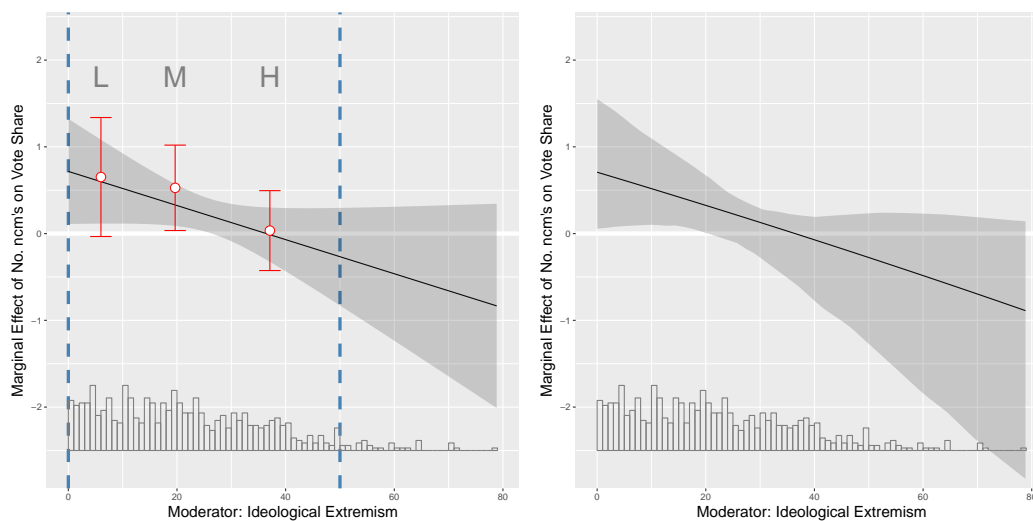 Marginal Effect of No. ncm's on Vote Share
2
1
0
−1
−2
L M H
0 20 40 60 80
Moderator: Ideological Extremism
Marginal Effect of No. ncm's on Vote Share
2
1
0
−1
−2
0 20 40 60 80
Moderator: Ideological Extremism